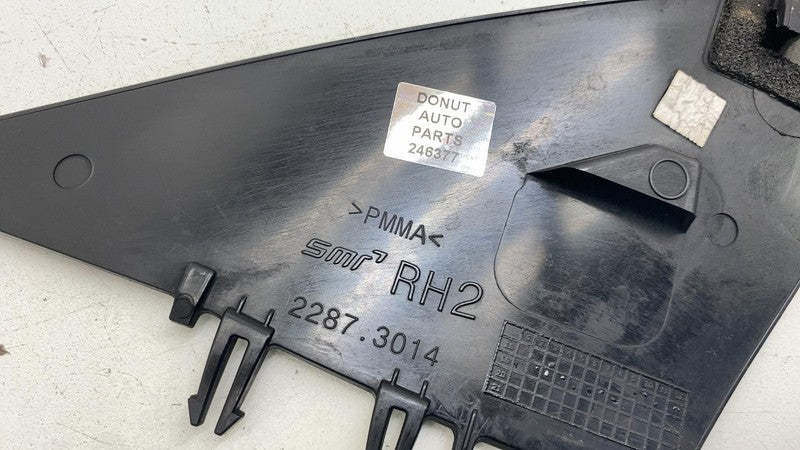 DONUT
AUTO
PARTS
246377
>PMMA<
smr
RH2
2287.3014